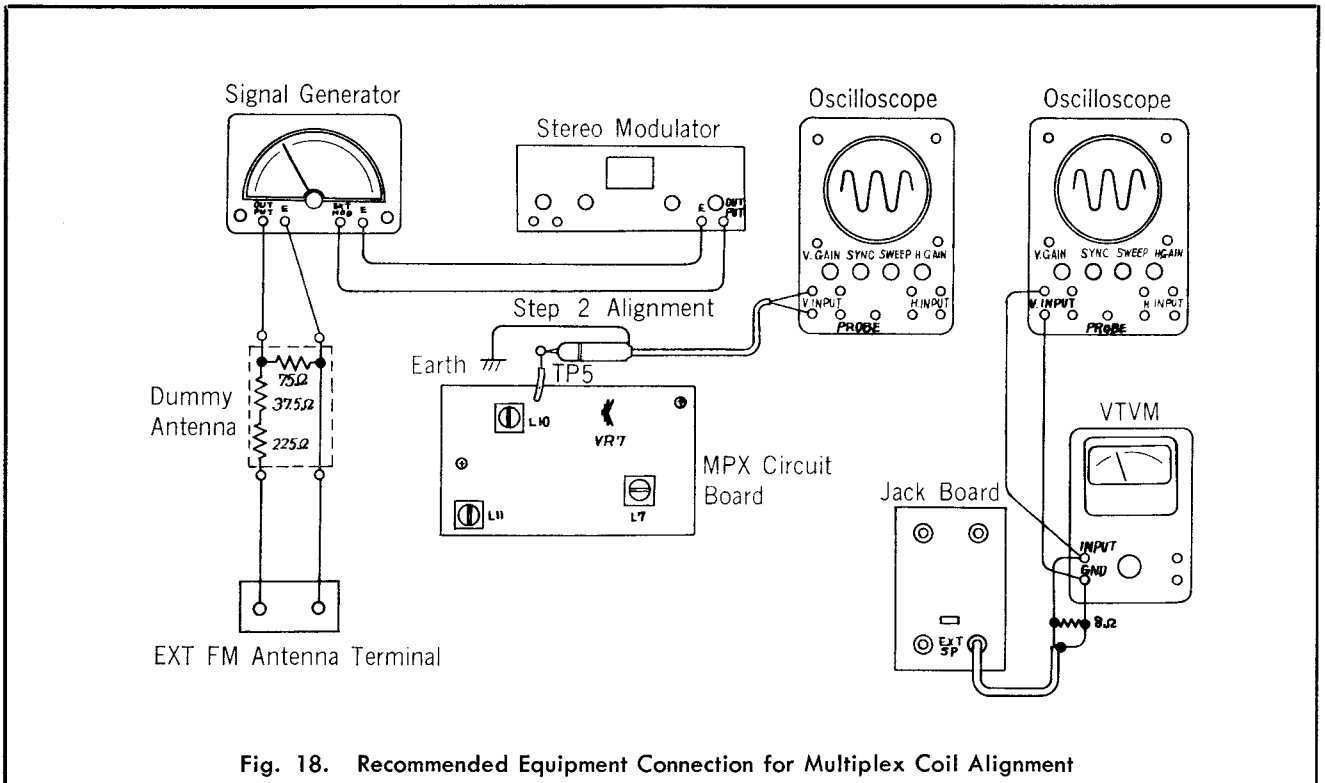 Signal Generator
OUT PUT
E
EXT MOD
E
Stereo Modulator
E
OUT PUT
Oscilloscope
V.GAIN SYNC SWEEP H GAIN
V.INPUT
H.INPUT
PROBE
Oscilloscope
V.GAIN SYNC SWEEP HGAIN
V.INPUT
H INPUT
PROBE
Step 2 Alignment
Earth
TP5
Dummy
Antenna
75Ω
37.5Ω
225Ω
L10
VR7
L11
L7
MPX Circuit
Board
VTVM
INPUT
GND
8Ω
Jack Board
EXT
SP
EXT FM Antenna Terminal
Fig. 18. Recommended Equipment Connection for Multiplex Coil Alignment